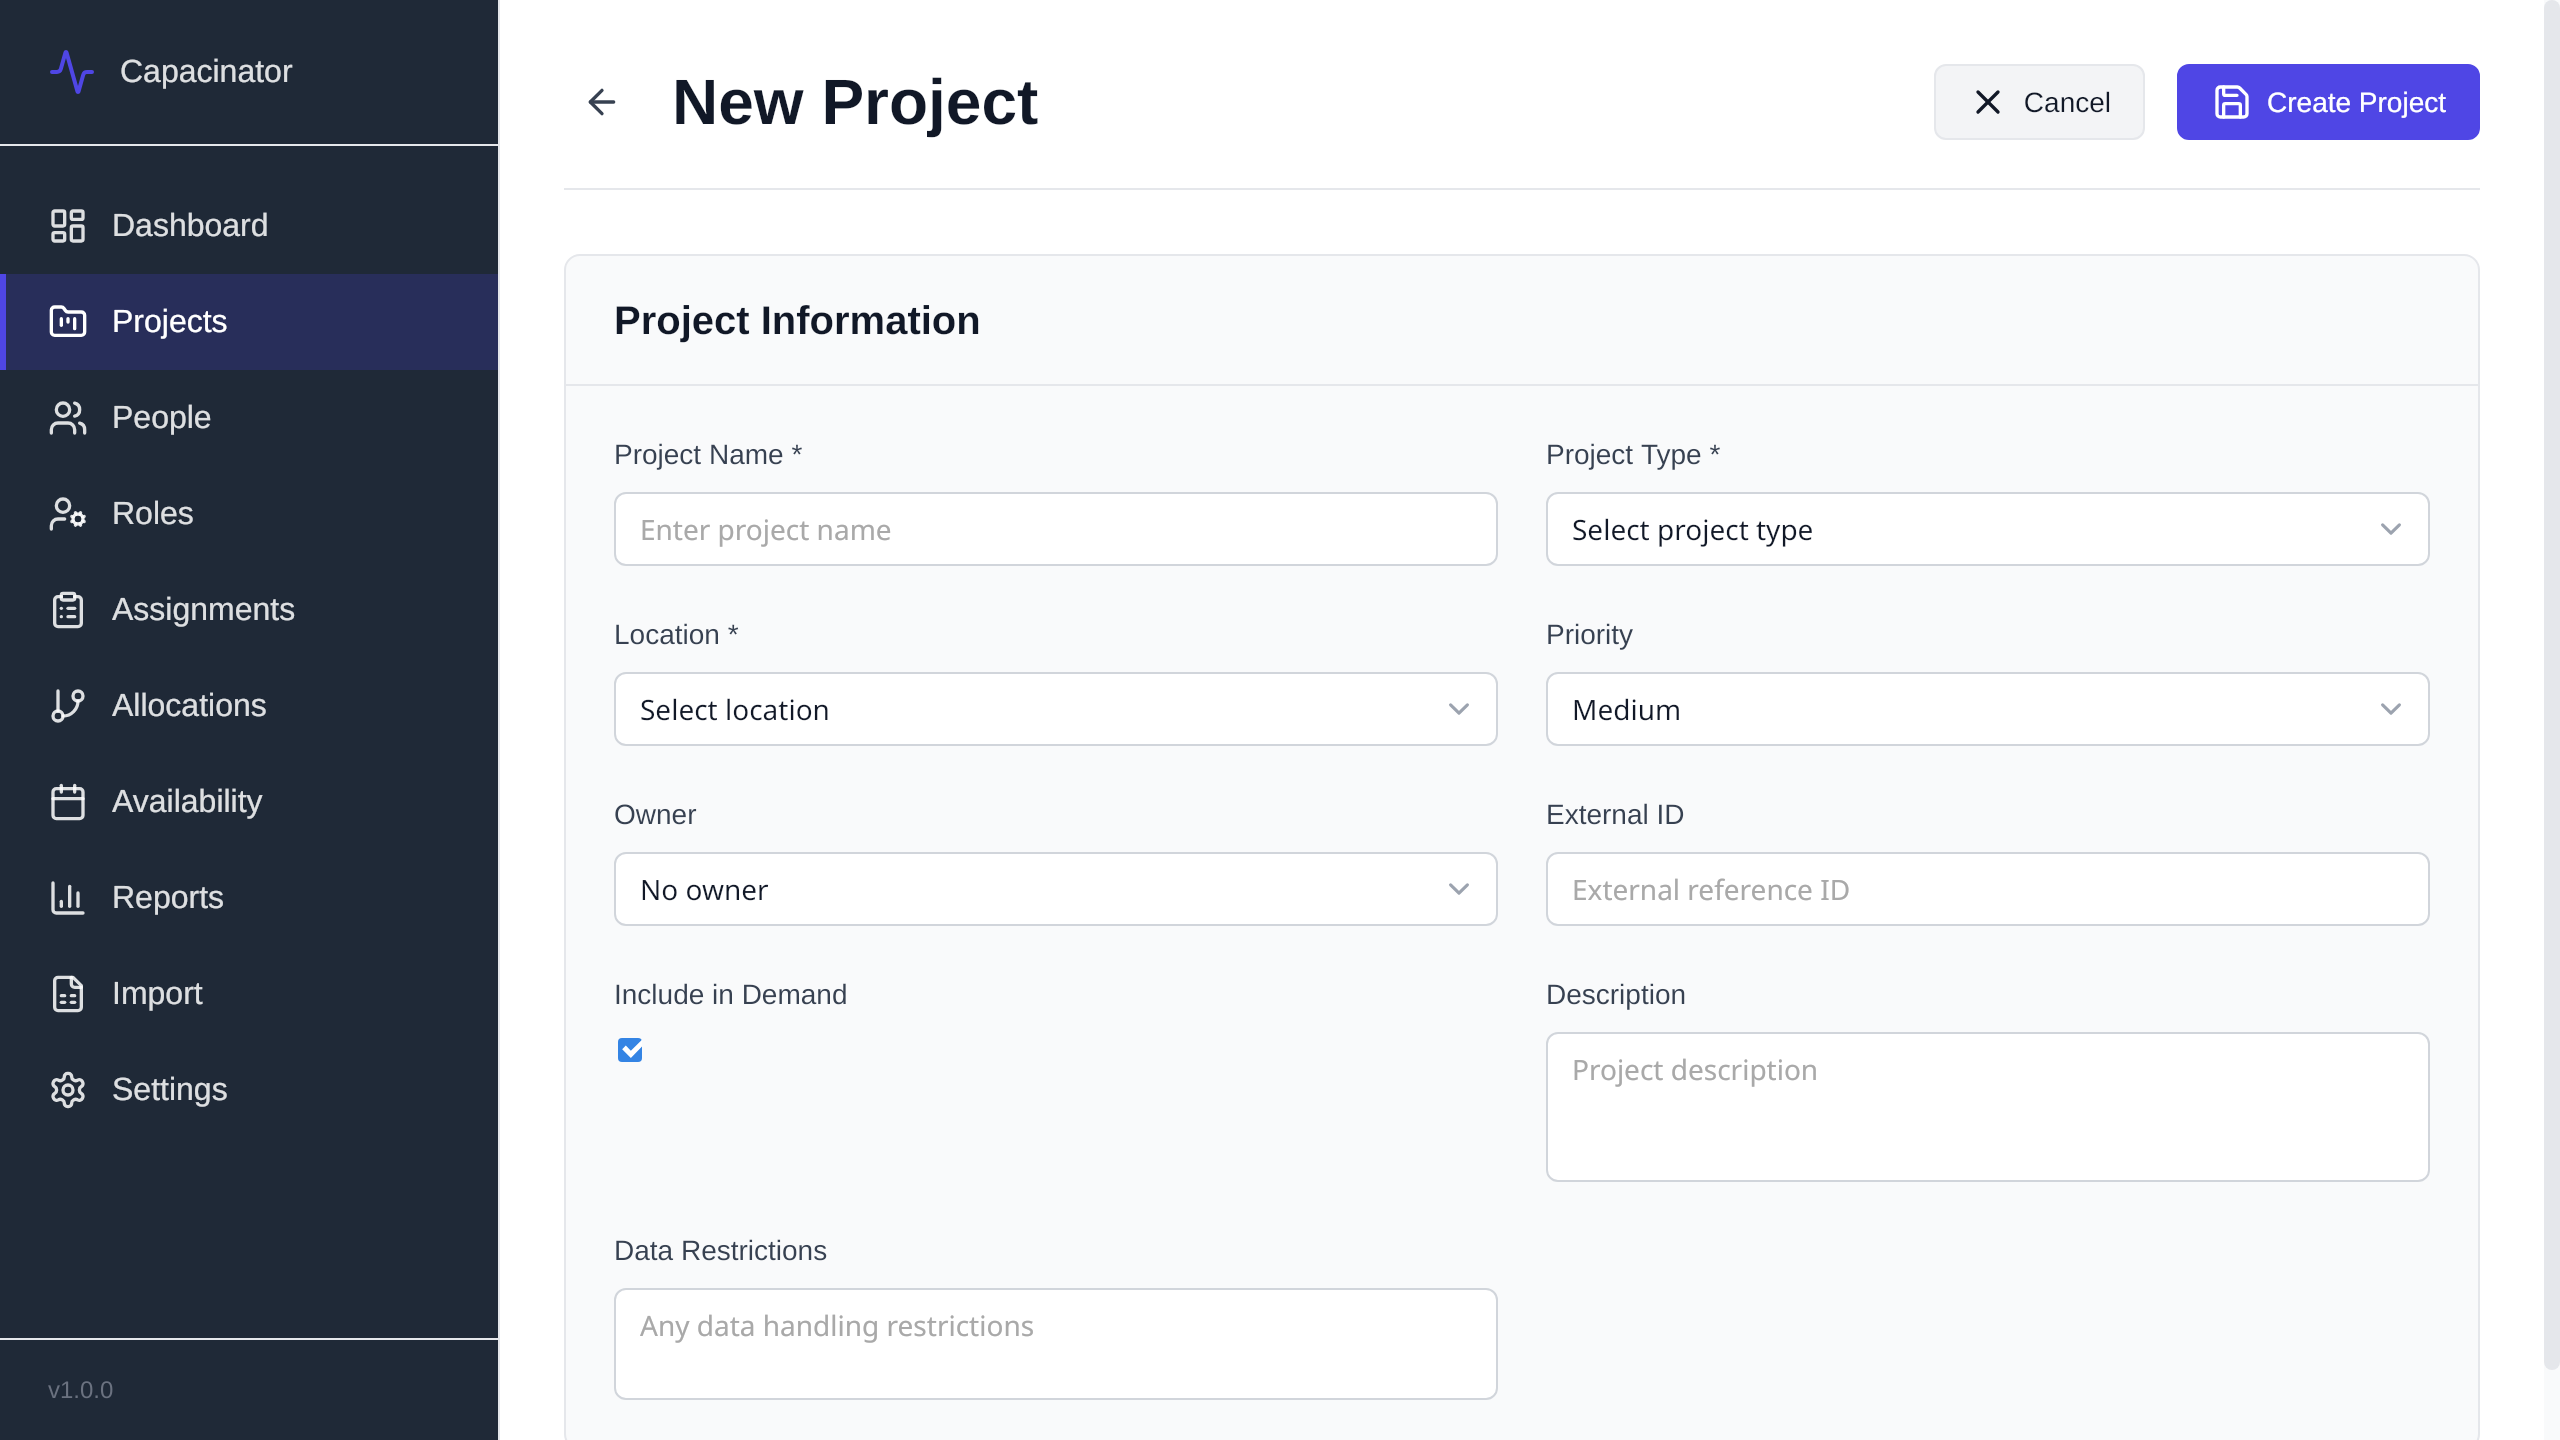 Capacinator
Dashboard
Projects
People
Roles
Assignments
Allocations
Availability
Reports
Import
Settings
v1.0.0
New Project
Cancel
Create Project
Project Information
Project Name *
Enter project name
Project Type *
Select project type
Location *
Select location
Priority
Medium
Owner
No owner
External ID
External reference ID
Include in Demand
Description
Project description
Data Restrictions
Any data handling restrictions